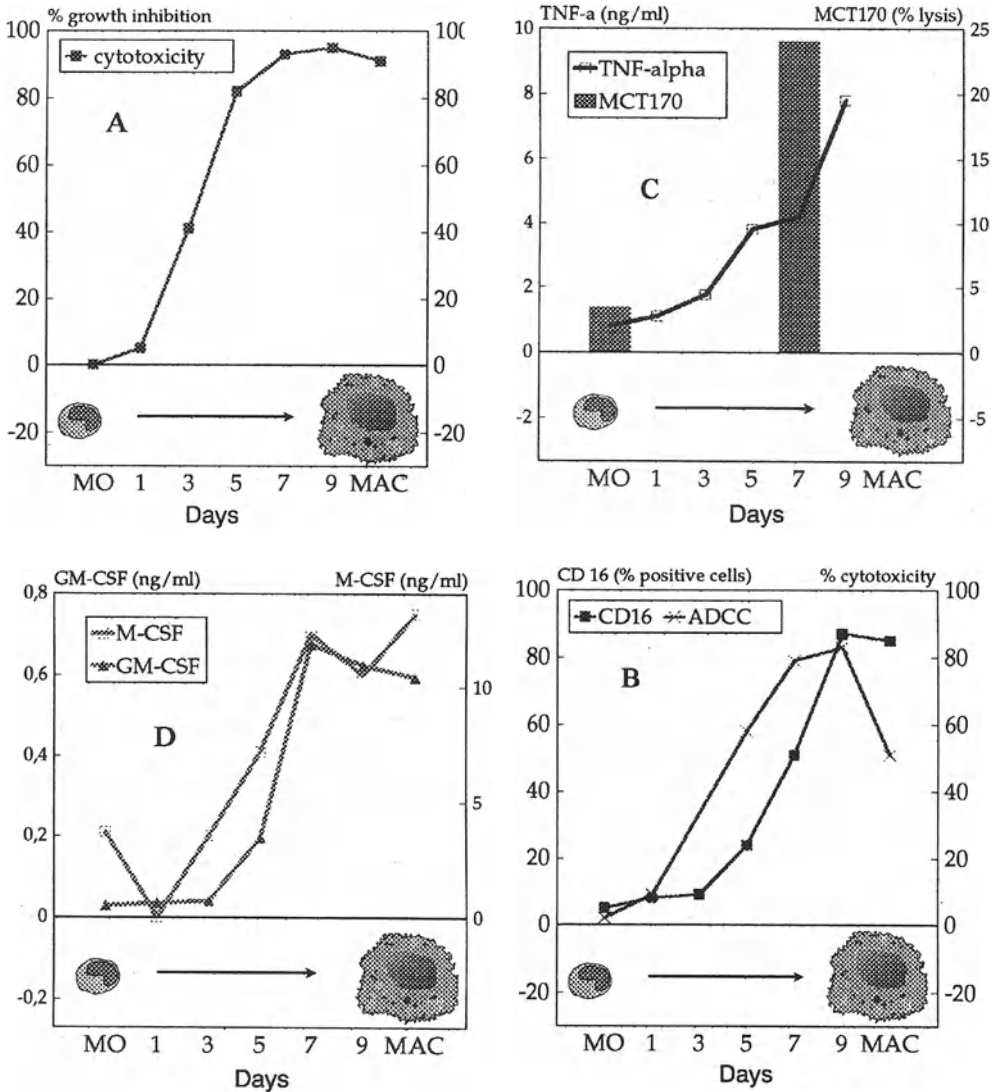 % growth inhibition
100
80
60
40
20
0
-20
cytotoxicity
A
100
80
60
40
20
0
-20
MO 1 3 5 7 9 MAC
Days
TNF-a (ng/ml) MCT170 (% lysis)
10
8
6
4
2
0
-2
TNF-alpha
MCT170
C
25
20
15
10
5
0
-5
MO 1 3 5 7 9 MAC
Days
GM-CSF (ng/ml) M-CSF (ng/ml)
0,8
0,6
0,4
0,2
0
-0,2
M-CSF
GM-CSF
D
10
5
0
MO 1 3 5 7 9 MAC
Days
CD 16 (% positive cells) % cytotoxicity
100
80
60
40
20
0
-20
CD16 ADCC
B
100
80
60
40
20
0
-20
MO 1 3 5 7 9 MAC
Days